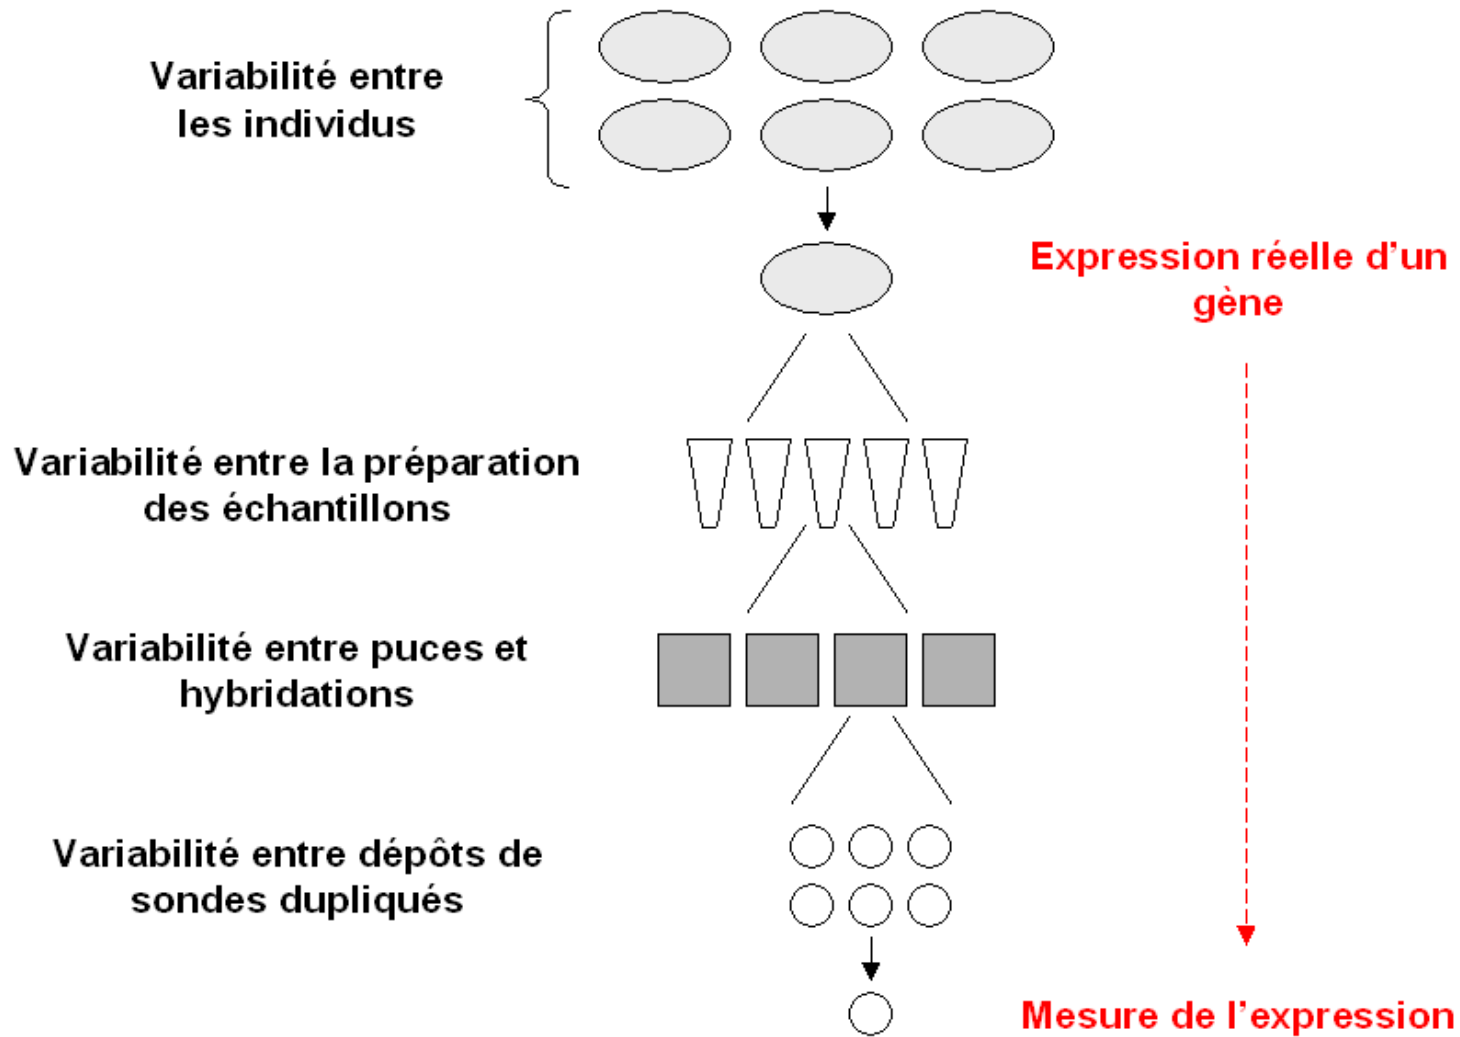 Variabilité entre
les individus
Expression réelle d’un
gène
Variabilité entre la préparation
des échantillons
Variabilité entre puces et
hybridations
Variabilité entre dépôts de
sondes dupliqués
Mesure de l’expression